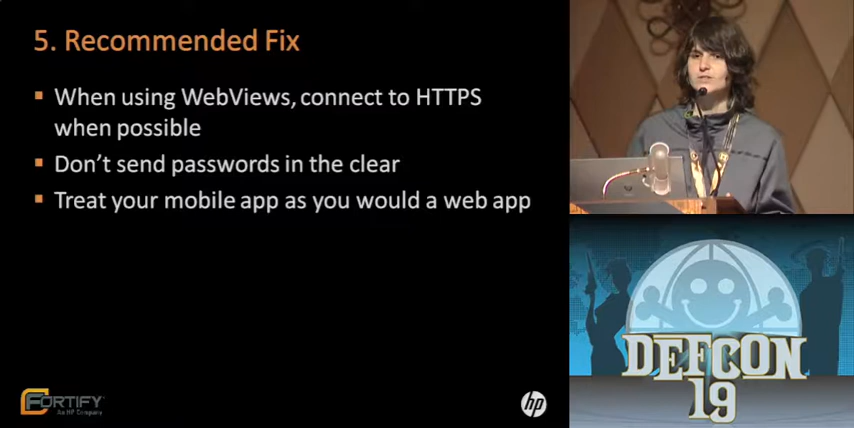 5. Recommended Fix
▪ When using WebViews, connect to HTTPS
when possible
▪ Don't send passwords in the clear
▪ Treat your mobile app as you would a web app
FORTIFY
An HP Company
hp
DEFCON
19